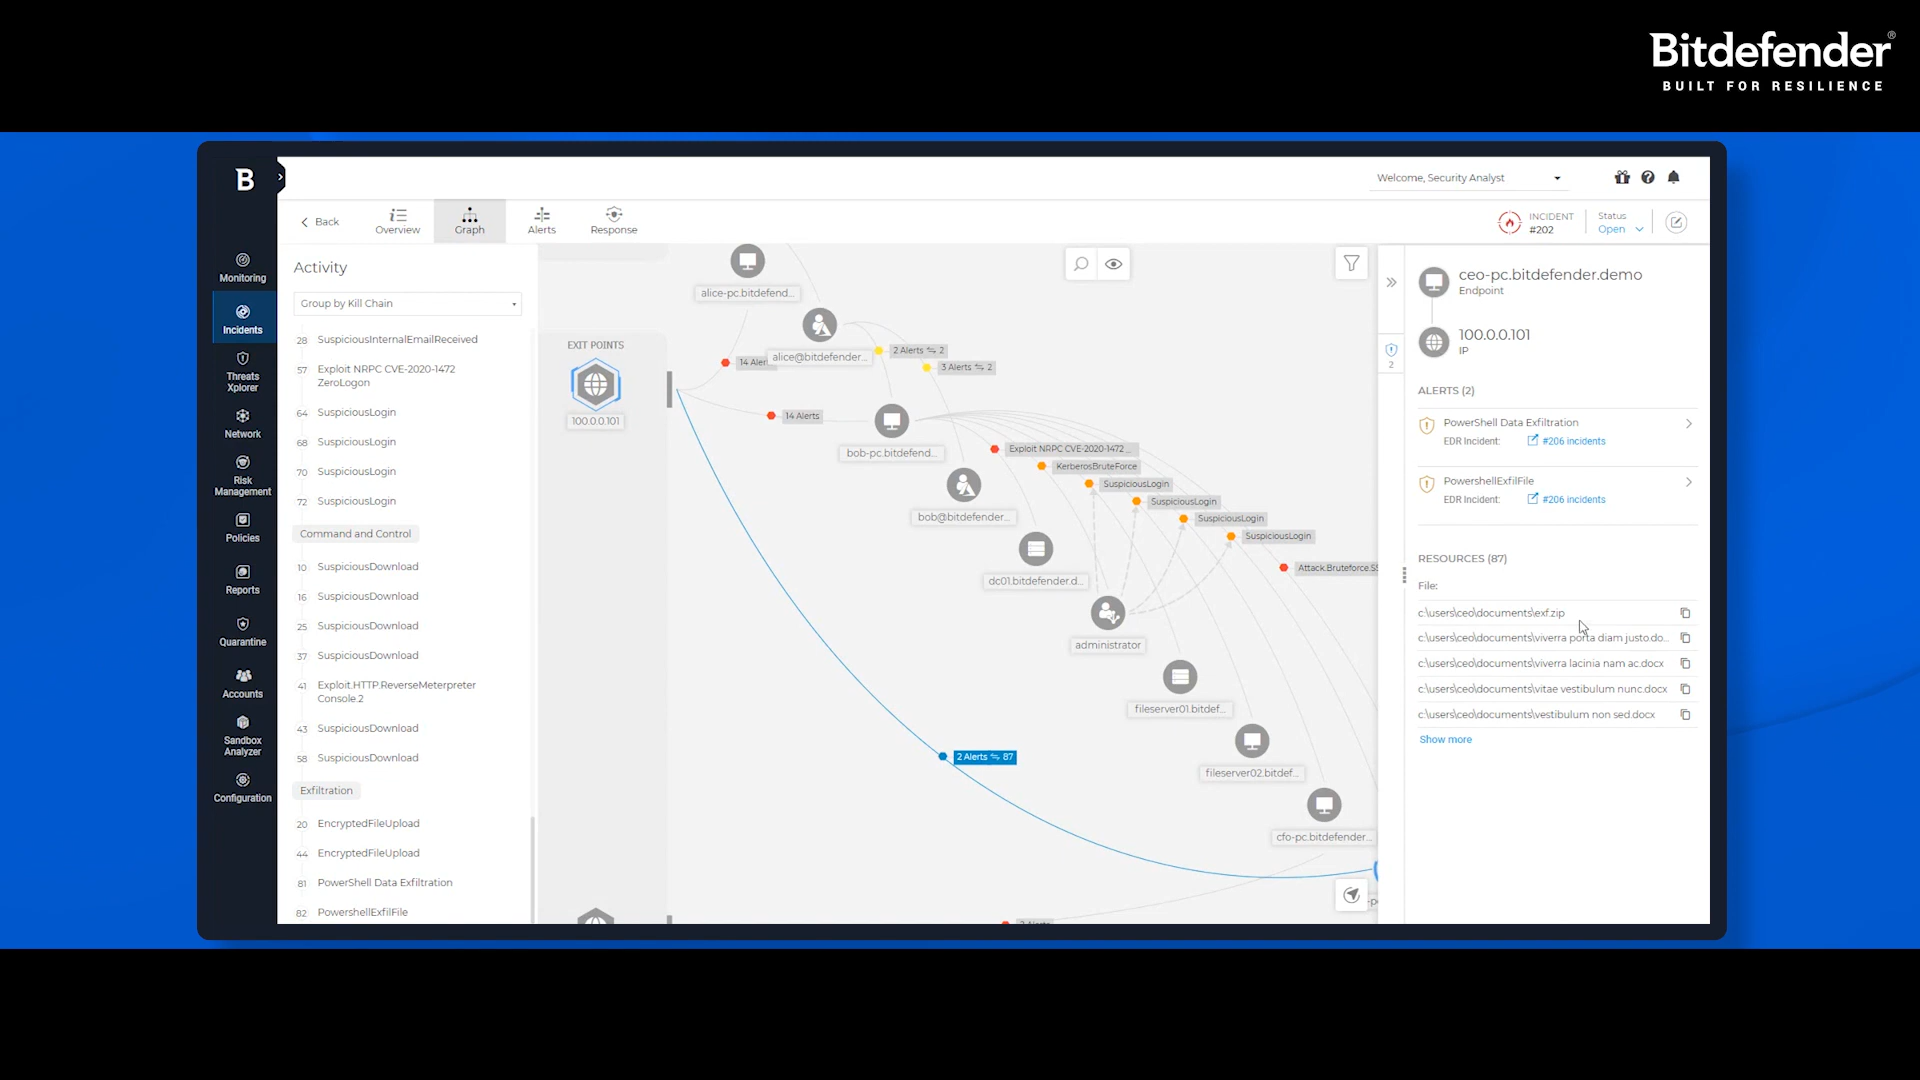 Bitdefender®
BUILT FOR RESILIENCE
B
Welcome, Security Analyst
Back
Overview
Graph
Alerts
Response
INCIDENT
#202
Status
Open
Monitoring
Incidents
Threats
Xplorer
Network
Risk
Management
Policies
Reports
Quarantine
Accounts
Sandbox
Analyzer
Configuration
Activity
Group by Kill Chain
28 SuspiciousInternalEmailReceived
57 Exploit NRPC CVE-2020-1472
ZeroLogon
64 SuspiciousLogin
68 SuspiciousLogin
70 SuspiciousLogin
72 SuspiciousLogin
Command and Control
10 SuspiciousDownload
16 SuspiciousDownload
25 SuspiciousDownload
37 SuspiciousDownload
41 Exploit.HTTP.ReverseMeterpreter
Console.2
43 SuspiciousDownload
58 SuspiciousDownload
Exfiltration
20 EncryptedFileUpload
44 EncryptedFileUpload
81 PowerShell Data Exfiltration
82 PowershellExfilFile
EXIT POINTS
100.0.0.101
alice-pc.bitdefend...
alice@bitdefender...
14 Aler
2 Alerts ⇆ 2
3 Alerts ⇆ 2
14 Alerts
bob-pc.bitdefend...
Exploit NRPC CVE-2020-1472 ...
KerberosBruteForce
SuspiciousLogin
SuspiciousLogin
SuspiciousLogin
SuspiciousLogin
bob@bitdefender...
dc01.bitdefender.d...
Attack.Bruteforce.SS
administrator
fileserver01.bitdef...
2 Alerts ⇆ 87
fileserver02.bitdef...
cfo-pc.bitdefender...
ceo-pc.bitdefender.demo
Endpoint
100.0.0.101
IP
2
ALERTS (2)
PowerShell Data Exfiltration
EDR Incident: #206 incidents
PowershellExfilFile
EDR Incident: #206 incidents
RESOURCES (87)
File:
c:\users\ceo\documents\exf.zip
c:\users\ceo\documents\viverra porta diam justo.do...
c:\users\ceo\documents\viverra lacinia nam ac.docx
c:\users\ceo\documents\vitae vestibulum nunc.docx
c:\users\ceo\documents\vestibulum non sed.docx
Show more